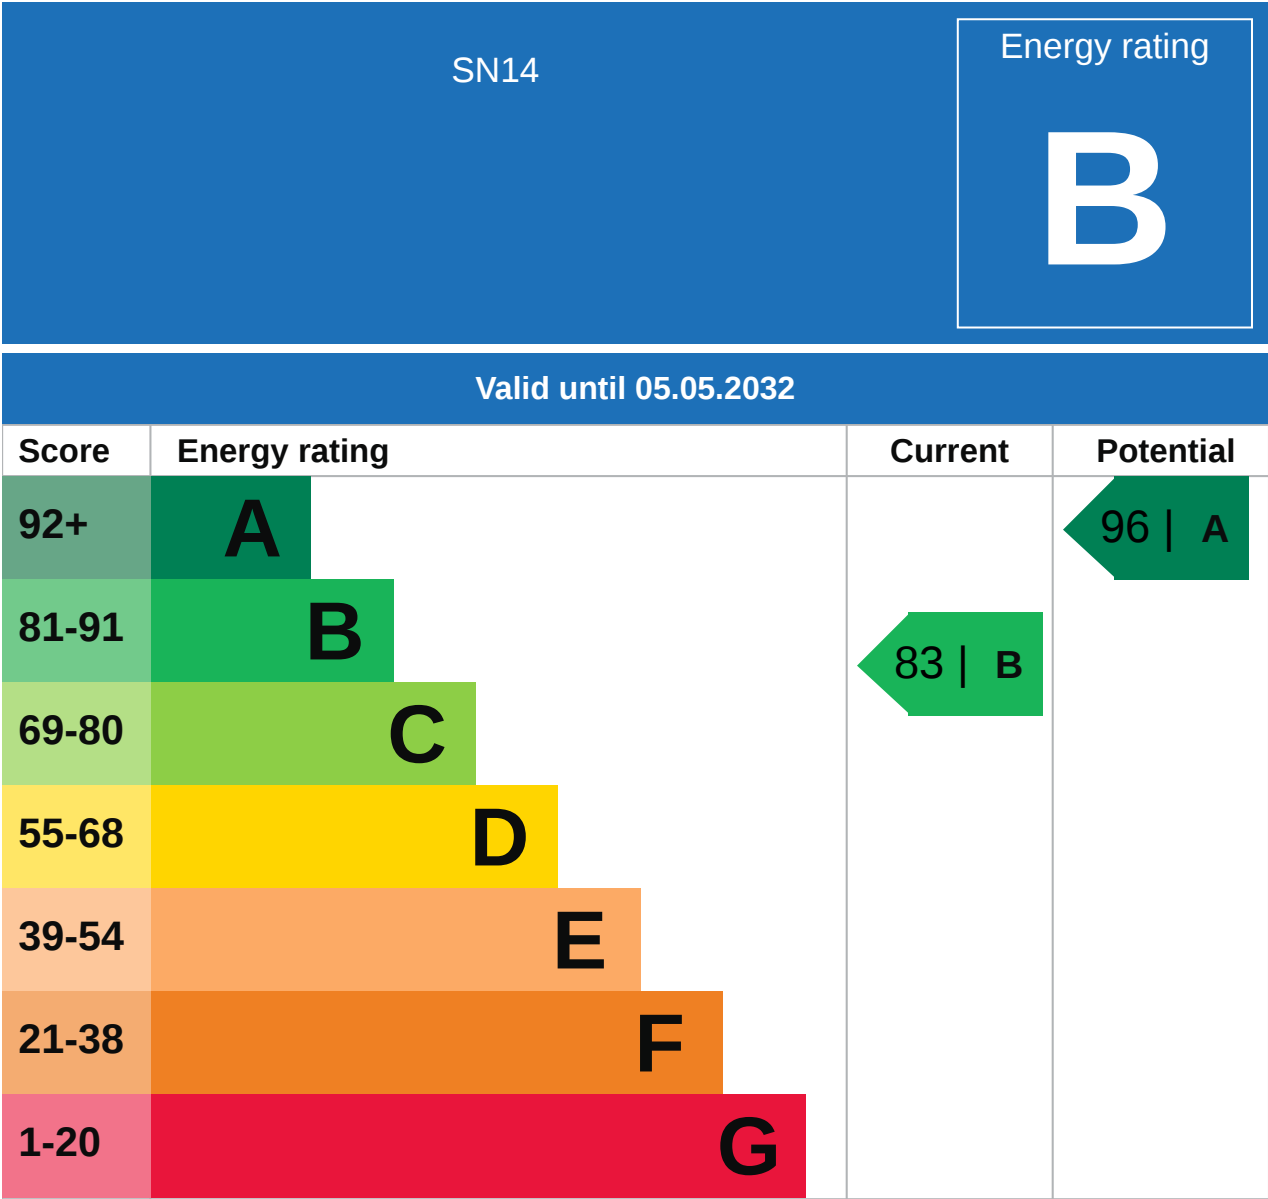 SN14
Energy rating
B
Valid until 05.05.2032
Score Energy rating Current Potential
92+ A 96 | A
81-91 B 83 | B
69-80 C
55-68 D
39-54 E
21-38 F
1-20 G